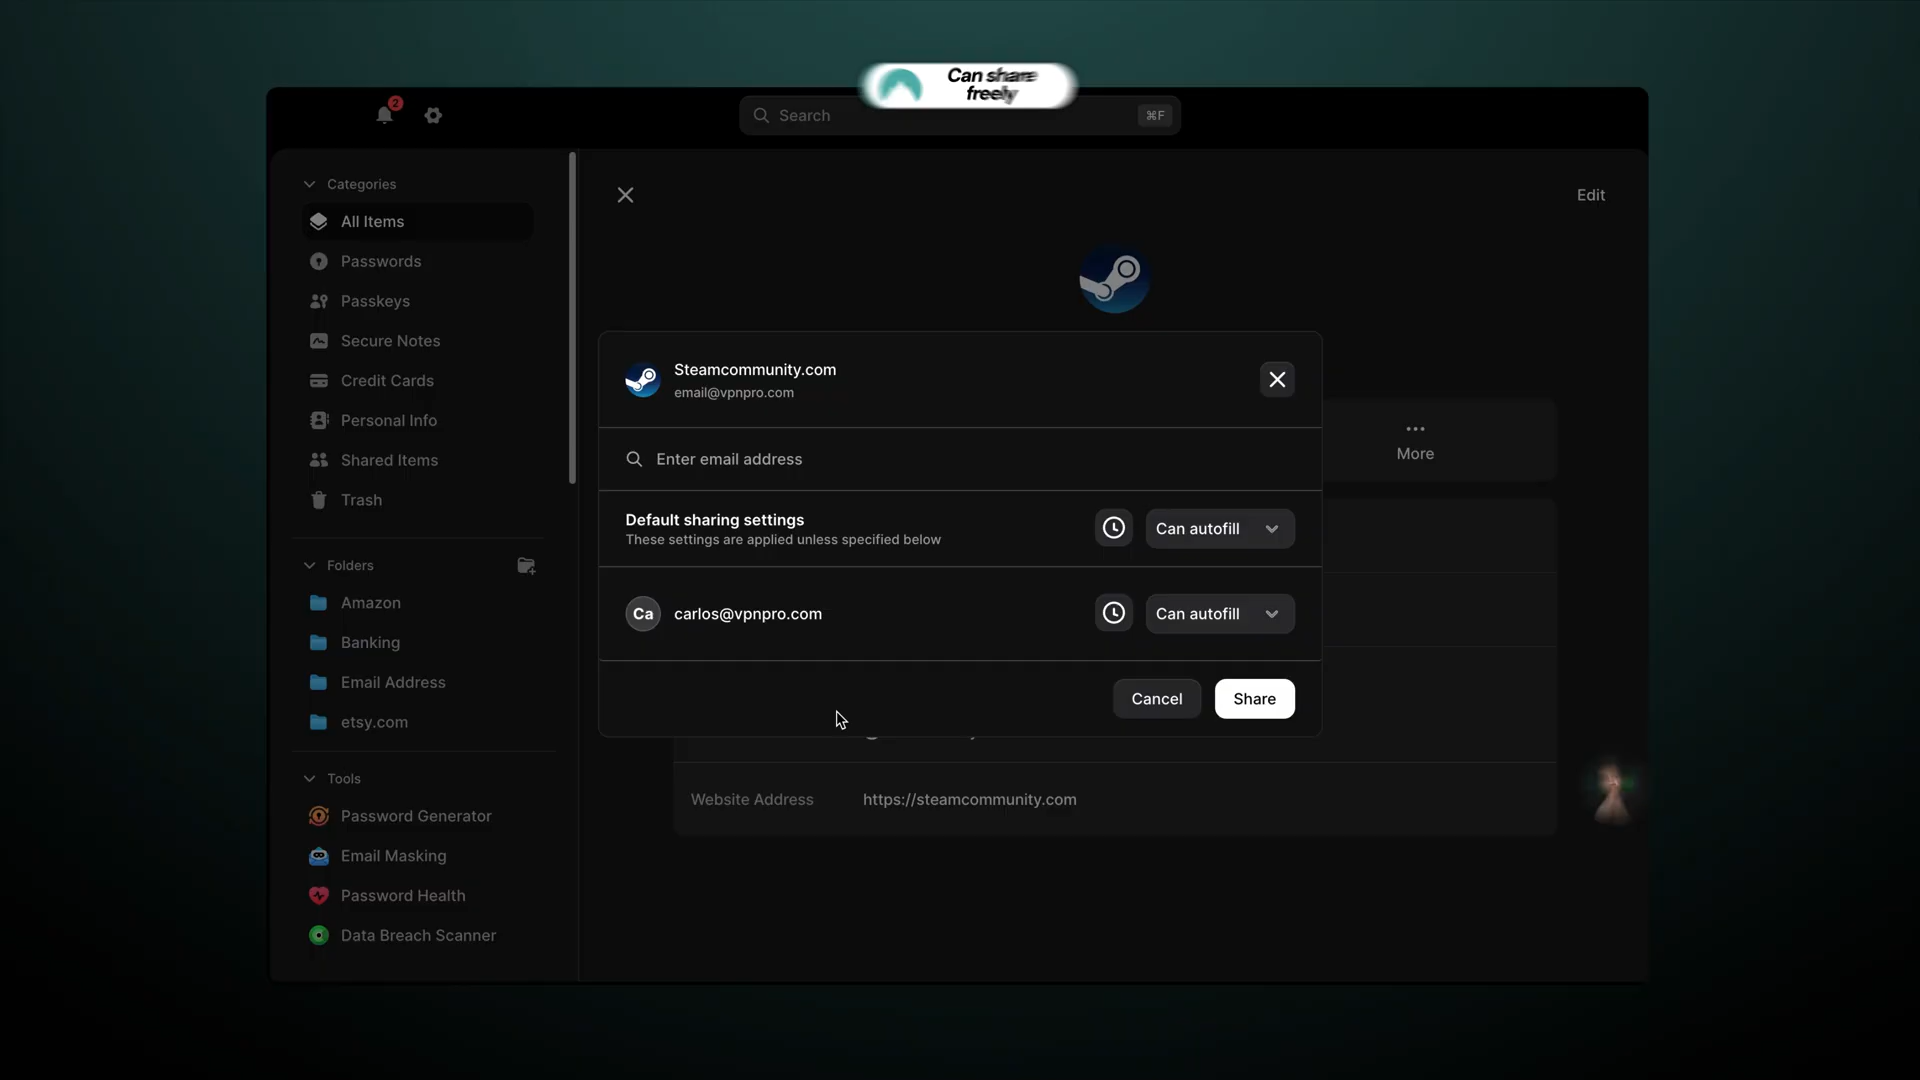 Can share
freely
2
Search
⌘F
Categories
All Items
Passwords
Passkeys
Secure Notes
Credit Cards
Personal Info
Shared Items
Trash
Folders
Amazon
Banking
Email Address
etsy.com
Tools
Password Generator
Email Masking
Password Health
Data Breach Scanner
Edit
More
Steamcommunity.com
email@vpnpro.com
Enter email address
Default sharing settings
These settings are applied unless specified below
Can autofill
Ca
carlos@vpnpro.com
Can autofill
Cancel
Share
Website Address
https://steamcommunity.com